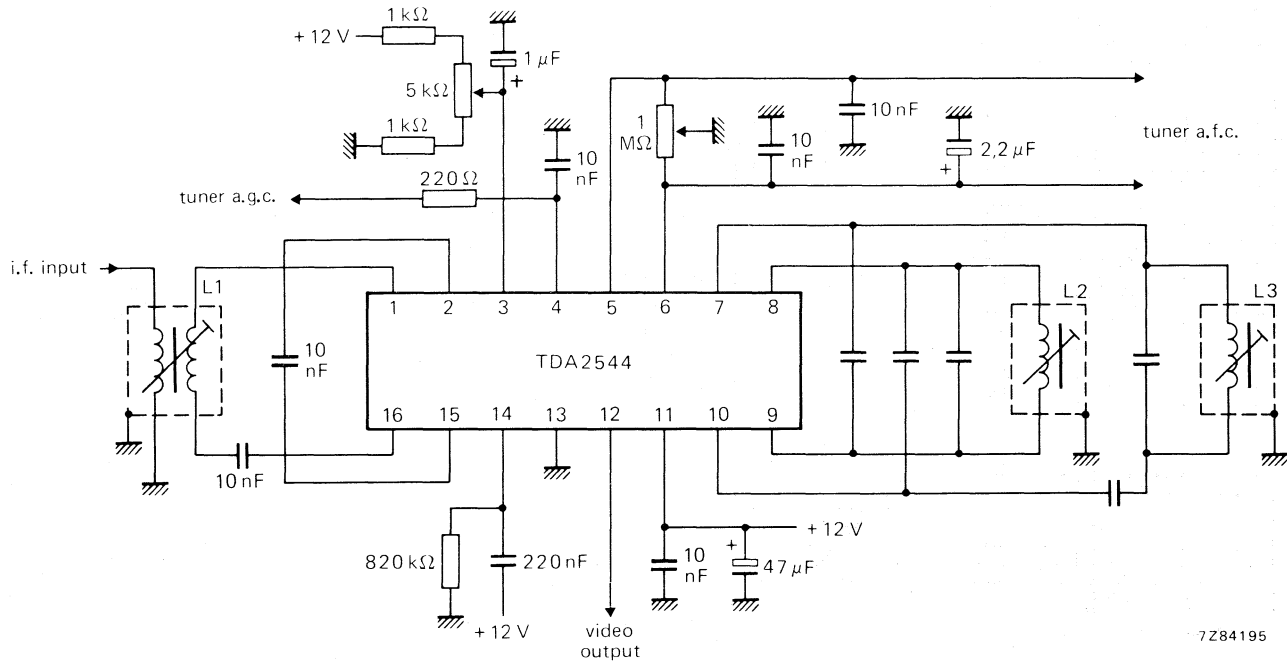 1 kΩ
+ 12 V
5 kΩ
1 kΩ
1 µF
+
10
nF
220 Ω
tuner a.g.c.
1
MΩ
10
nF
10 nF
2,2 µF
+
tuner a.f.c.
i.f. input
L1
10
nF
1 2 3 4 5 6 7 8
TDA2544
16 15 14 13 12 11 10 9
L2
L3
10 nF
820 kΩ
220 nF
+ 12 V
video
output
10
nF
+
47 µF
+ 12 V
7Z84195